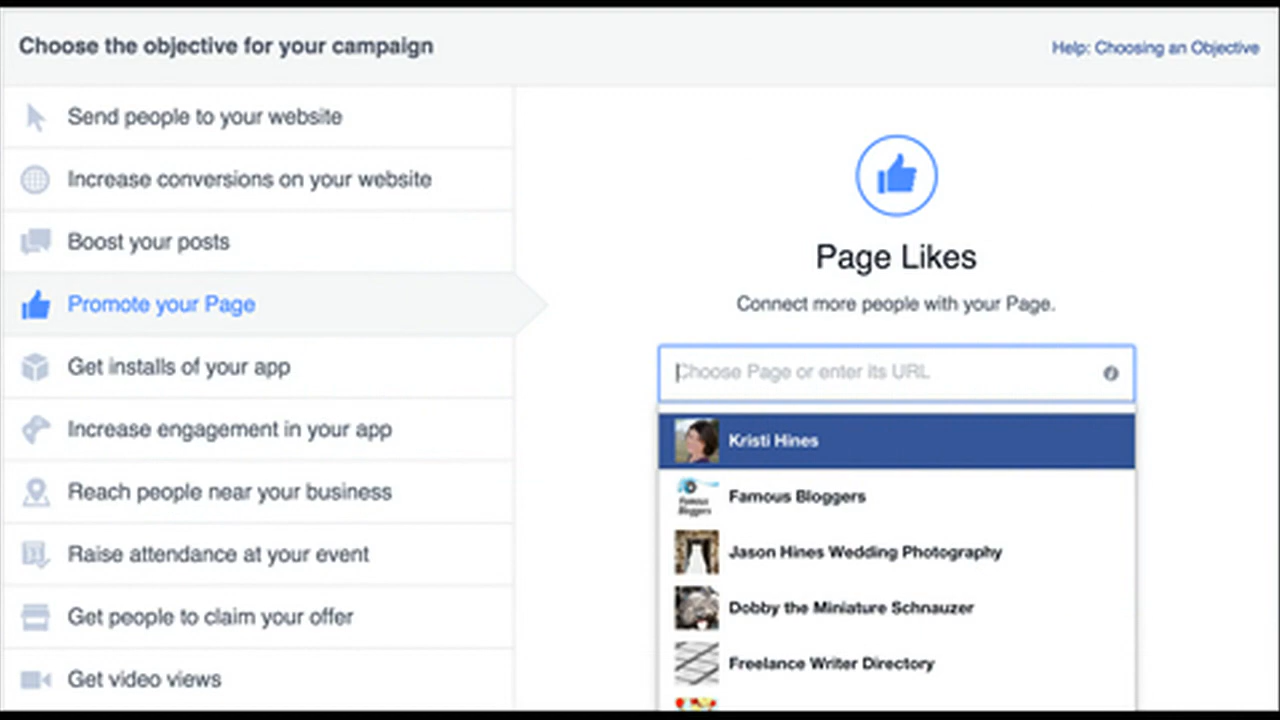 Choose the objective for your campaign
Help: Choosing an Objective
Send people to your website
Increase conversions on your website
Boost your posts
Promote your Page
Get installs of your app
Increase engagement in your app
Reach people near your business
Raise attendance at your event
Get people to claim your offer
Get video views
Page Likes
Connect more people with your Page.
Choose Page or enter its URL
Kristi Hines
Famous
Bloggers
Famous Bloggers
Jason Hines Wedding Photography
Dobby the Miniature Schnauzer
Freelance Writer Directory